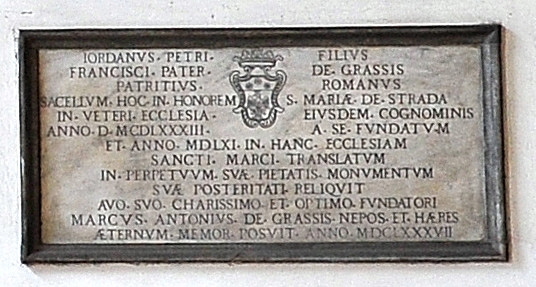 IORDANVS · PETRI · FILIVS
FRANCISCI · PATER · DE · GRASSIS
PATRITIVS · ROMANVS
SACELLVM · HOC · IN · HONOREM S · MARIÆ · DE · STRADA
IN · VETERI · ECCLESIA · EIVSDEM · COGNOMINIS
ANNO · D · MCDLXXXIII · A · SE · FVNDATVM
ET · ANNO · MDLXI · IN · HANC · ECCLESIAM
SANCTI · MARCI · TRANSLATVM
IN · PERPETVVM · SVÆ · PIETATIS · MONVMENTVM
SVÆ POSTERITATI · RELIQVIT
AVO · SVO · CHARISSIMO · ET · OPTIMO · FVNDATORI
MARCVS · ANTONIVS · DE · GRASSIS · NEPOS · ET · HÆRES
ÆTERNVM · MEMOR · POSVIT · ANNO · MDCLXXXVII